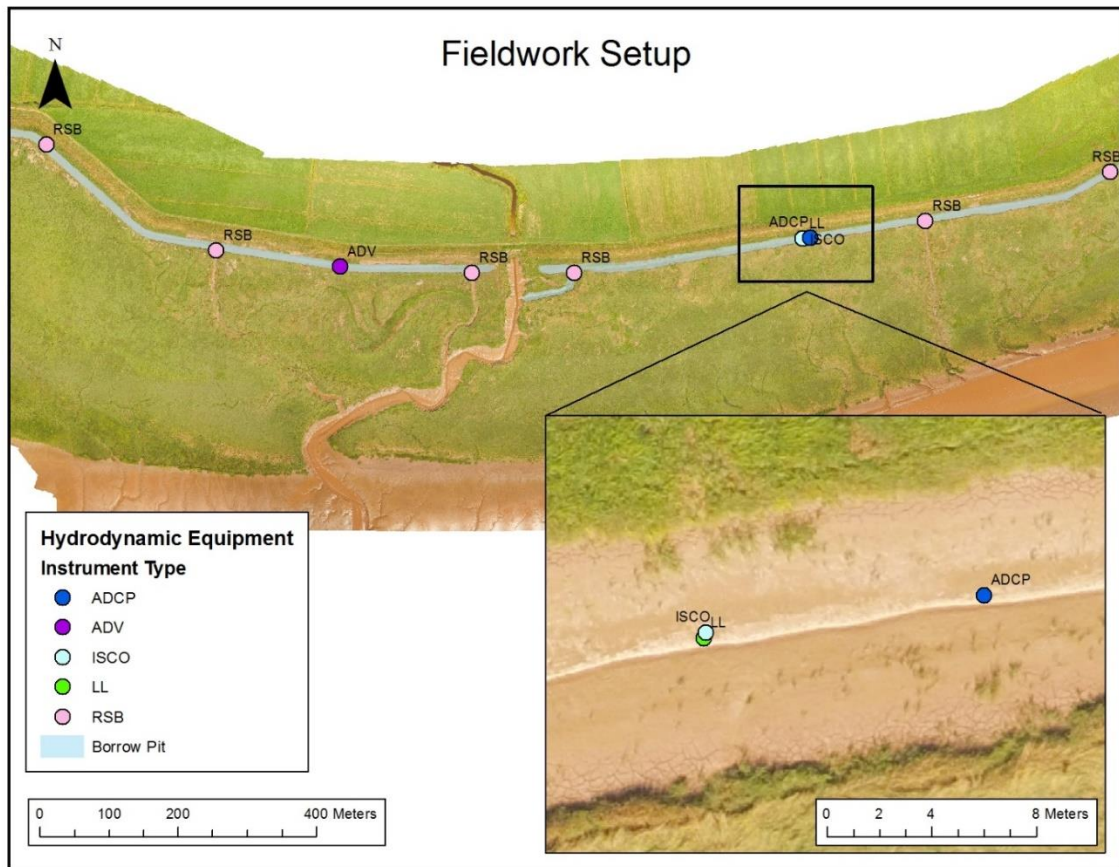 Fieldwork Setup
N
RSB
RSB
ADV
RSB
RSB
ADCP LL
ISCO
RSB
RSB
ISCO LL
ADCP
Hydrodynamic Equipment
Instrument Type
ADCP
ADV
ISCO
LL
RSB
Borrow Pit
0 100 200 400 Meters
0 2 4 8 Meters